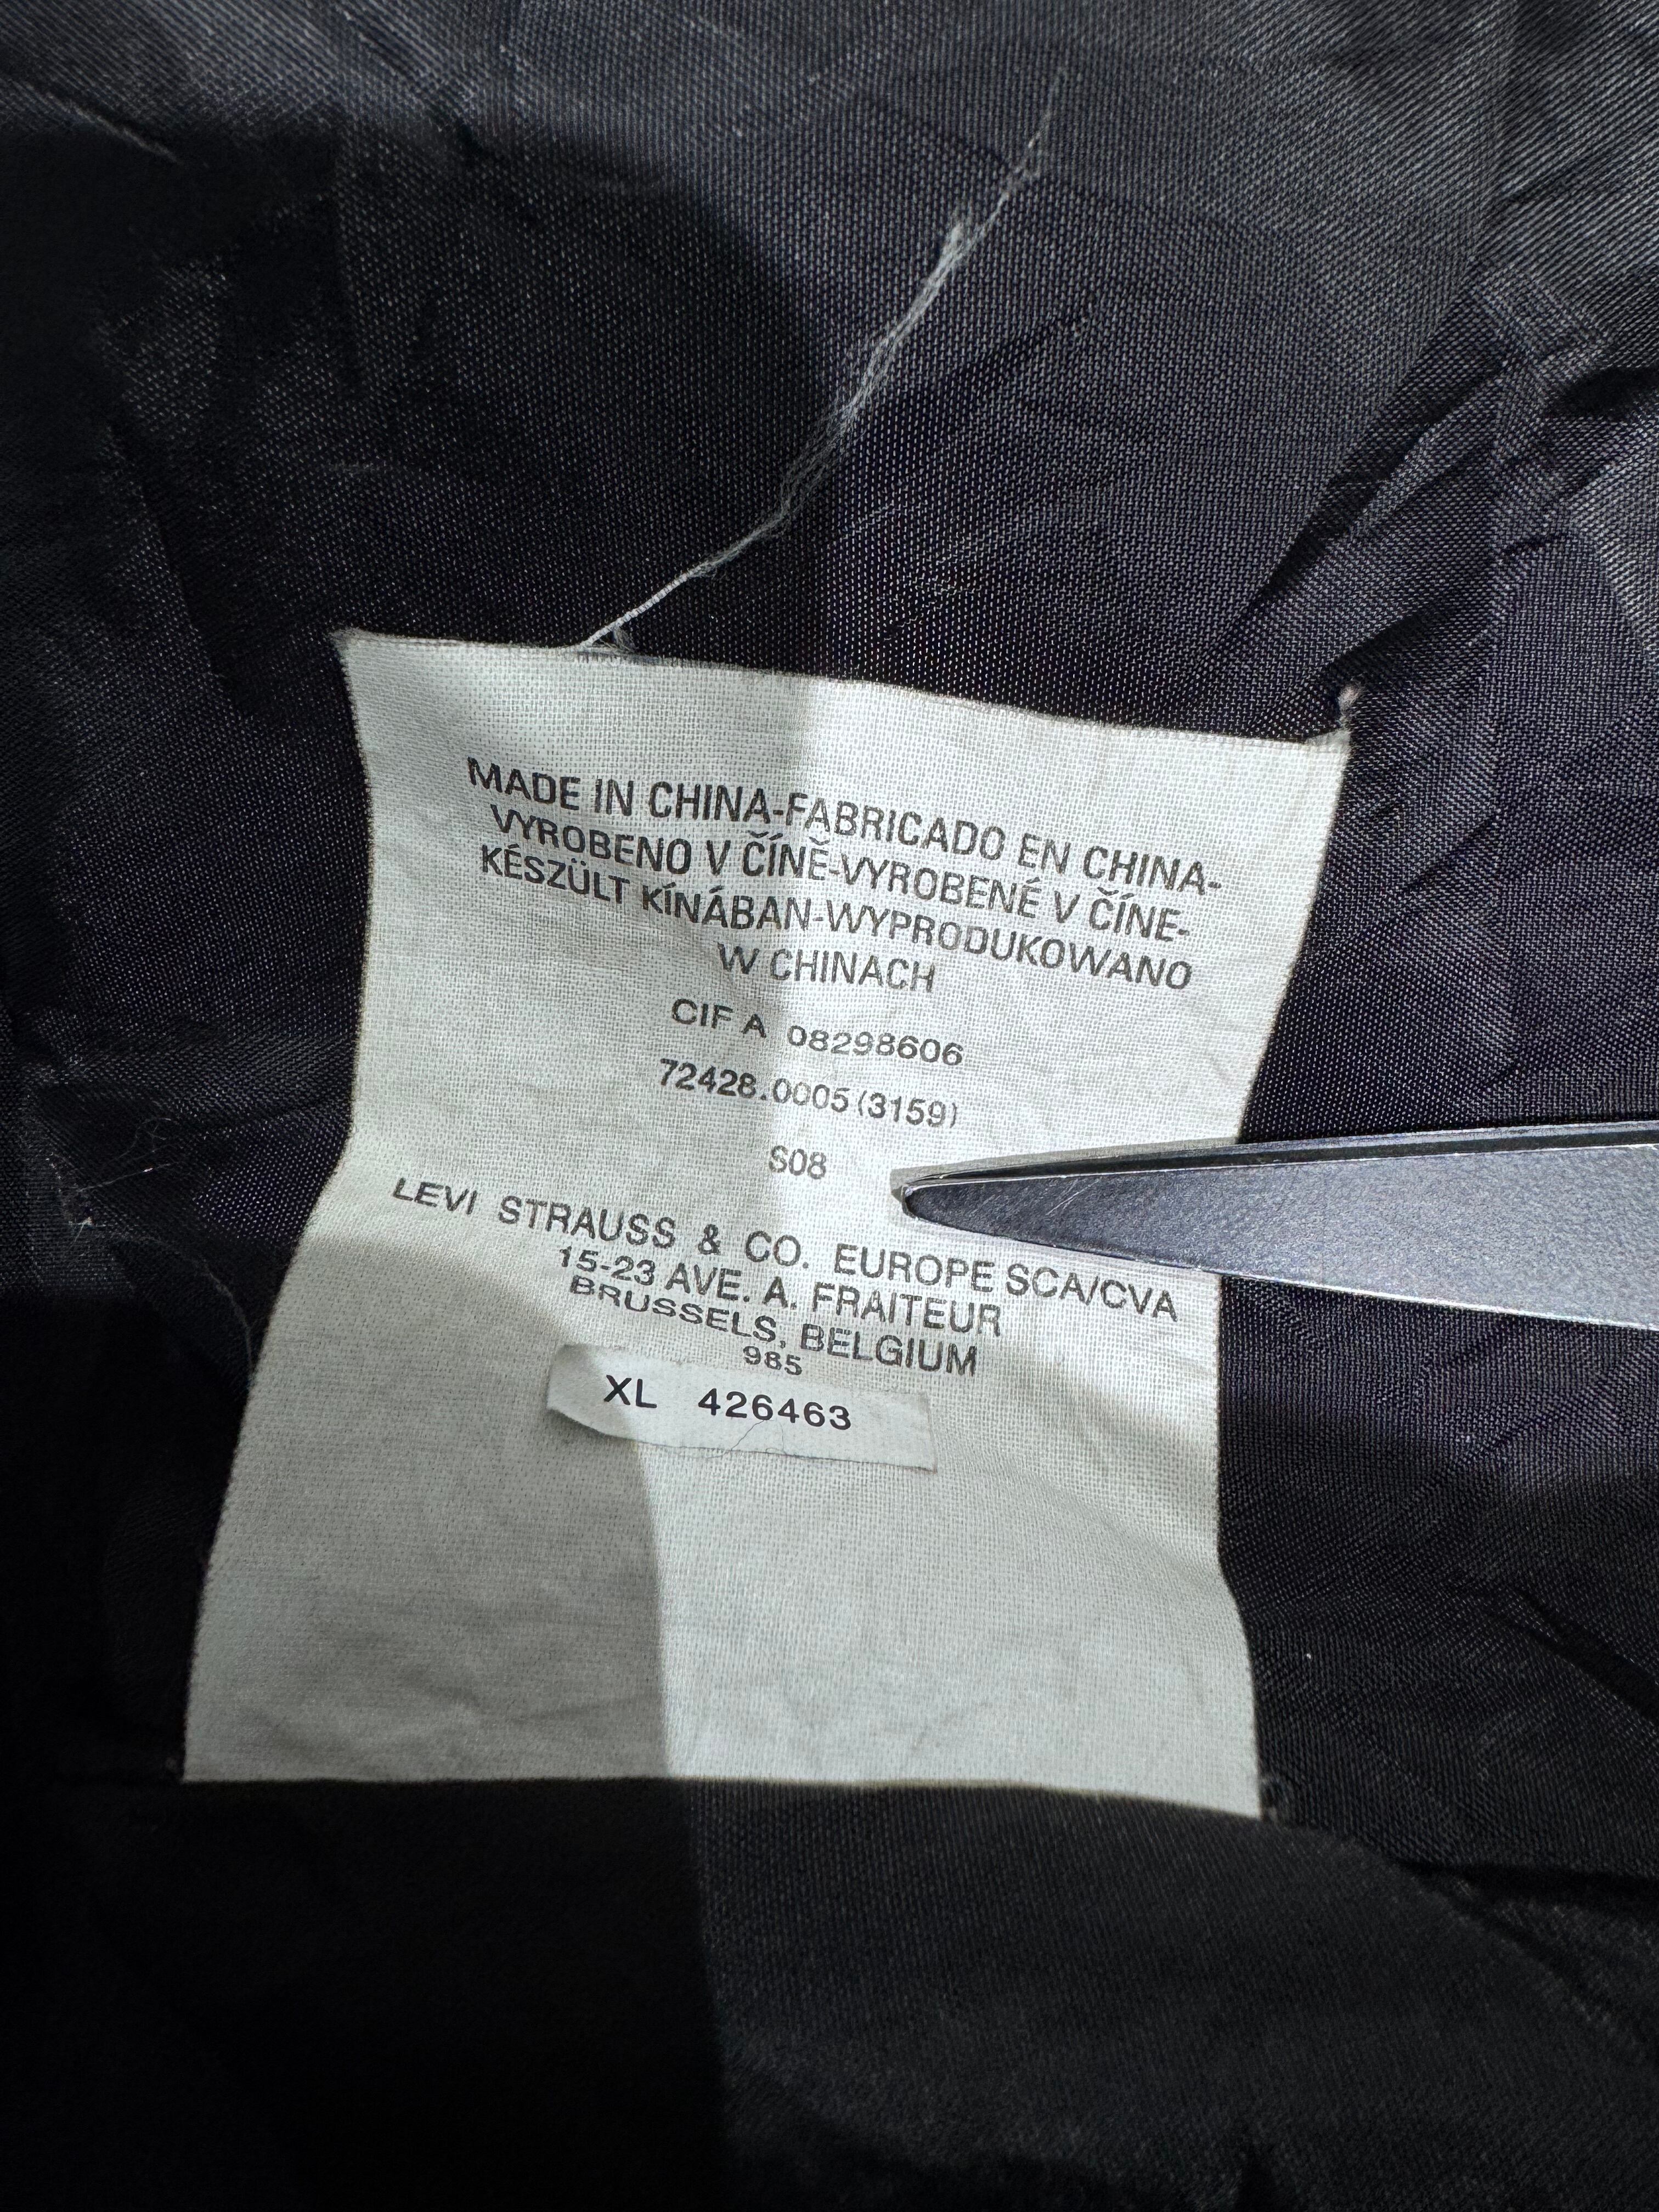 MADE IN CHINA-FABRICADO EN CHINA-
VYROBENO V ČÍNĚ-VYROBENÉ V ČÍNE-
KÉSZÜLT KÍNÁBAN-WYPRODUKOWANO
W CHINACH
CIF A 08298606
72428.0005(3159)
S08
LEVI STRAUSS & CO. EUROPE SCA/CVA
15-23 AVE. A. FRAITEUR
BRUSSELS, BELGIUM
985
XL 426463